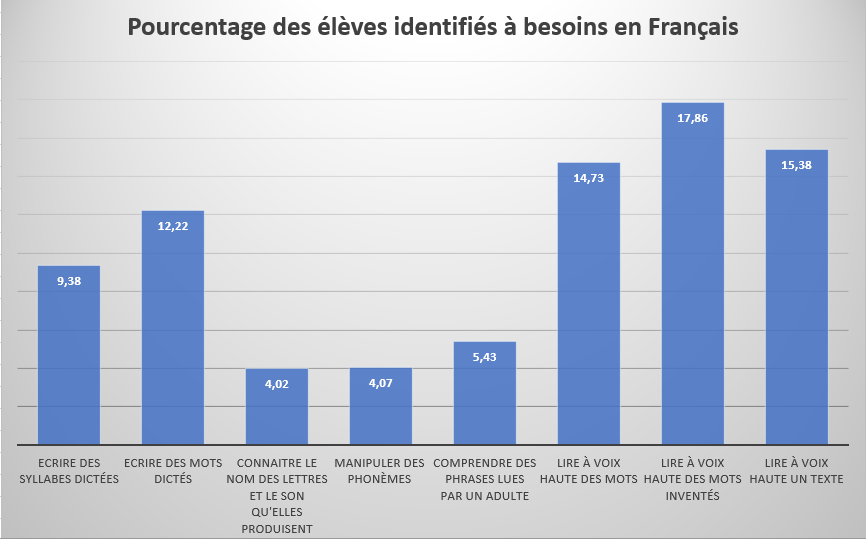 Pourcentage des élèves identifiés à besoins en Français
9,38
12,22
4,02
4,07
5,43
14,73
17,86
15,38
ECRIRE DES
SYLLABES DICTÉES
ECRIRE DES MOTS
DICTÉS
CONNAITRE LE
NOM DES LETTRES
ET LE SON
QU'ELLES
PRODUISENT
MANIPULER DES
PHONÈMES
COMPRENDRE DES
PHRASES LUES
PAR UN ADULTE
LIRE À VOIX
HAUTE DES MOTS
LIRE À VOIX
HAUTE DES MOTS
INVENTÉS
LIRE À VOIX
HAUTE UN TEXTE